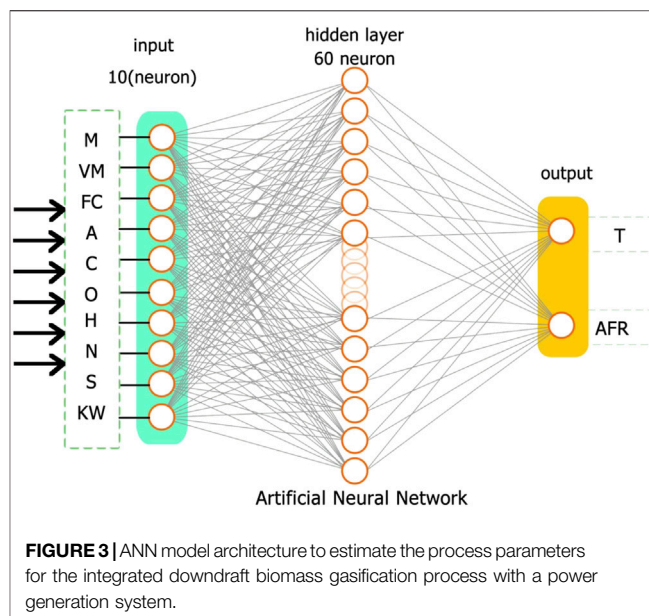 hidden layer
60 neuron
input
10(neuron)
M
VM
FC
A
C
O
H
N
S
KW
output
T
AFR
Artificial Neural Network
FIGURE 3 | ANN model architecture to estimate the process parameters
for the integrated downdraft biomass gasification process with a power
generation system.